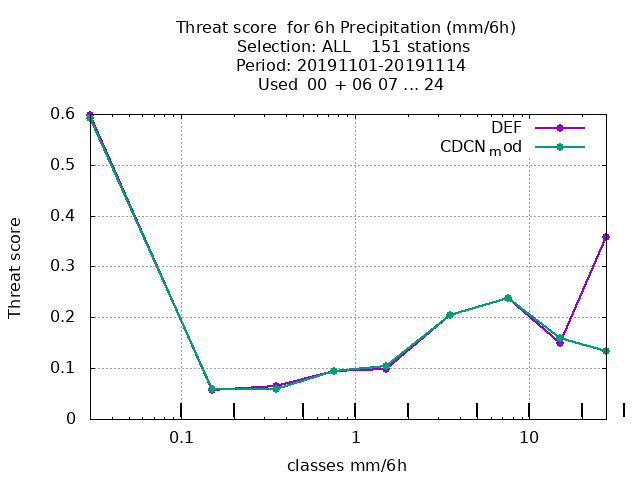 Threat score  for 6h Precipitation (mm/6h)
Selection: ALL    151 stations
Period: 20191101-20191114
Used  00  + 06 07 ... 24
DEF
CDCN_mod
Threat score
0.6
0.5
0.4
0.3
0.2
0.1
0
0.1
1
10
classes mm/6h